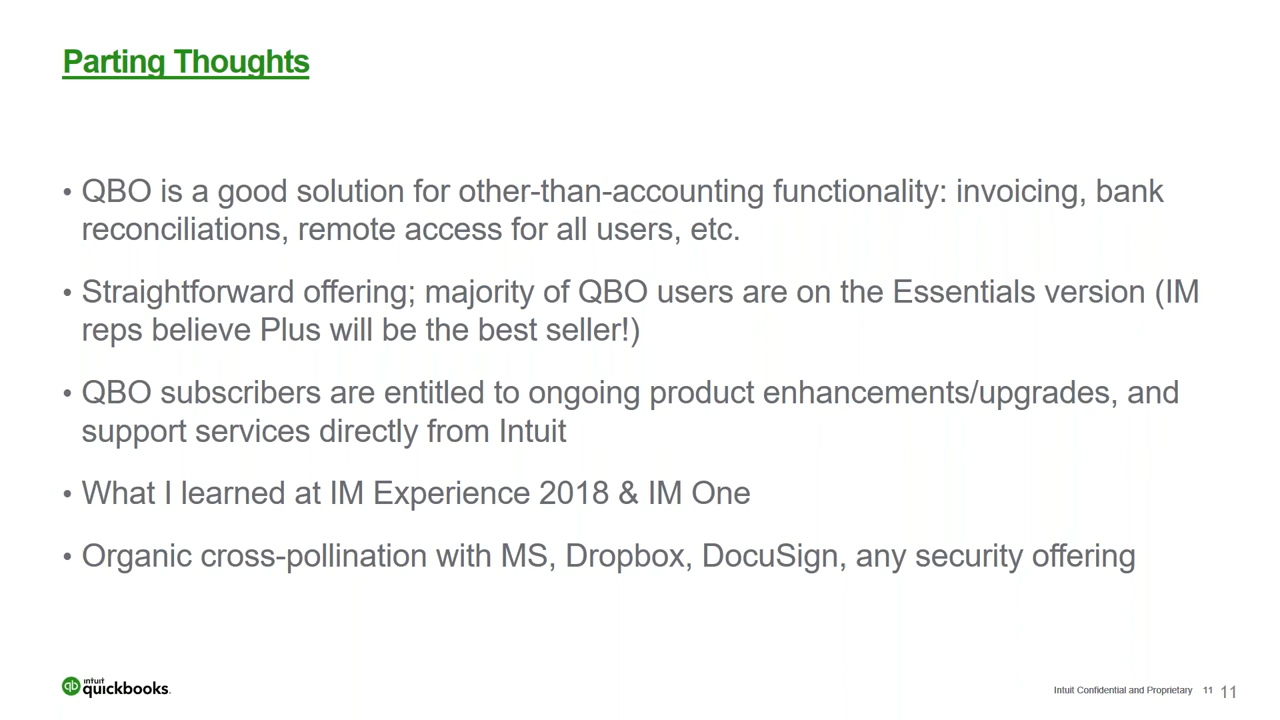 Parting Thoughts
• QBO is a good solution for other-than-accounting functionality: invoicing, bank
reconciliations, remote access for all users, etc.
• Straightforward offering; majority of QBO users are on the Essentials version (IM
reps believe Plus will be the best seller!)
• QBO subscribers are entitled to ongoing product enhancements/upgrades, and
support services directly from Intuit
• What I learned at IM Experience 2018 & IM One
• Organic cross-pollination with MS, Dropbox, DocuSign, any security offering
qb intuit
quickbooks.
Intuit Confidential and Proprietary 11 11